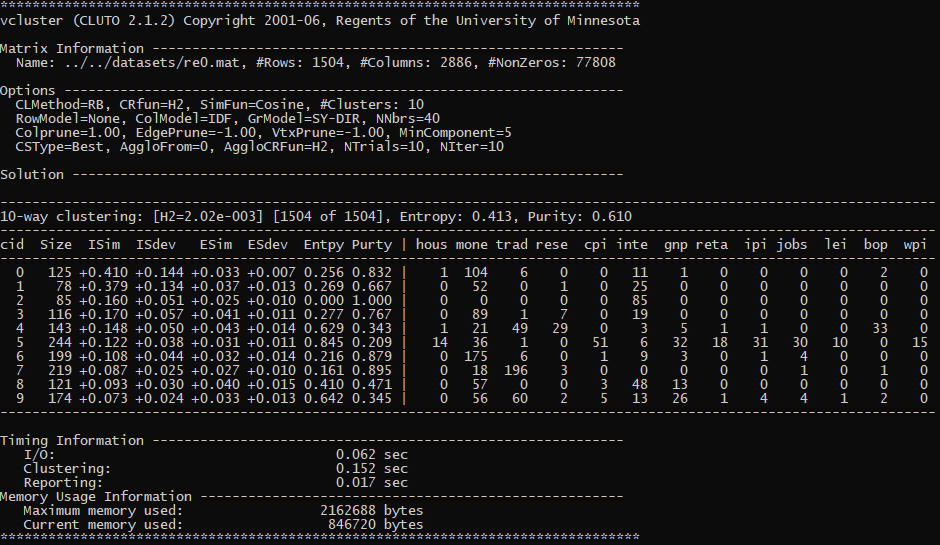 ********************************************************************************
vcluster (CLUTO 2.1.2) Copyright 2001-06, Regents of the University of Minnesota

Matrix Information -----------------------------------------------------------
  Name: ../../datasets/re0.mat, #Rows: 1504, #Columns: 2886, #NonZeros: 77808

Options ----------------------------------------------------------------------
  CLMethod=RB, CRfun=H2, SimFun=Cosine, #Clusters: 10
  RowModel=None, ColModel=IDF, GrModel=SY-DIR, NNbrs=40
  Colprune=1.00, EdgePrune=-1.00, VtxPrune=-1.00, MinComponent=5
  CSType=Best, AggloFrom=0, AggloCRFun=H2, NTrials=10, NIter=10

Solution ---------------------------------------------------------------------

---------------------------------------------------------------------------------------------------------------------
10-way clustering: [H2=2.02e-003] [1504 of 1504], Entropy: 0.413, Purity: 0.610
---------------------------------------------------------------------------------------------------------------------
cid  Size  ISim  ISdev   ESim  ESdev  Entpy Purty | hous mone trad rese  cpi inte  gnp reta  ipi jobs  lei  bop  wpi
---------------------------------------------------------------------------------------------------------------------
  0   125 +0.410 +0.144 +0.033 +0.007 0.256 0.832 |    1  104    6    0    0   11    1    0    0    0    0    2    0
  1    78 +0.379 +0.134 +0.037 +0.013 0.269 0.667 |    0   52    0    1    0   25    0    0    0    0    0    0    0
  2    85 +0.160 +0.051 +0.025 +0.010 0.000 1.000 |    0    0    0    0    0   85    0    0    0    0    0    0    0
  3   116 +0.170 +0.057 +0.041 +0.011 0.277 0.767 |    0   89    1    7    0   19    0    0    0    0    0    0    0
  4   143 +0.148 +0.050 +0.043 +0.014 0.629 0.343 |    1   21   49   29    0    3    5    1    1    0    0   33    0
  5   244 +0.122 +0.038 +0.031 +0.011 0.845 0.209 |   14   36    1    0   51    6   32   18   31   30   10    0   15
  6   199 +0.108 +0.044 +0.032 +0.014 0.216 0.879 |    0  175    6    0    1    9    3    0    1    4    0    0    0
  7   219 +0.087 +0.025 +0.027 +0.010 0.161 0.895 |    0   18  196    3    0    0    0    0    0    1    0    1    0
  8   121 +0.093 +0.030 +0.040 +0.015 0.410 0.471 |    0   57    0    0    3   48   13    0    0    0    0    0    0
  9   174 +0.073 +0.024 +0.033 +0.013 0.642 0.345 |    0   56   60    2    5   13   26    1    4    4    1    2    0
---------------------------------------------------------------------------------------------------------------------

Timing Information -----------------------------------------------------------
   I/O:                                   0.062 sec
   Clustering:                            0.152 sec
   Reporting:                             0.017 sec
Memory Usage Information -----------------------------------------------------
   Maximum memory used:                 2162688 bytes
   Current memory used:                  846720 bytes
********************************************************************************